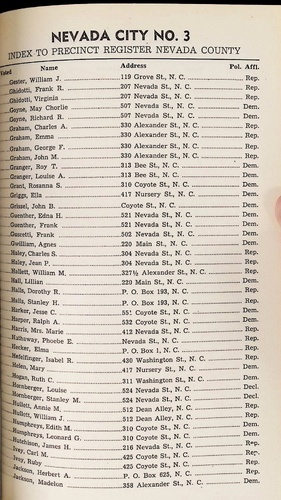 NEVADA CITY NO. 3
INDEX TO PRECINCT REGISTER NEVADA COUNTY
Voted Name Address Pol. Affl.
Gester, William J. 119 Grove St., N. C. Rep.
Ghidotti, Frank R. 207 Nevada St., N. C. Rep.
Ghidotti, Virginia 207 Nevada St., N. C. Rep.
Gayne, May Chorlie 507 Nevada St., N. C. Dem.
Gayne, Richard R. 507 Nevada St., N. C. Dem.
Graham, Charles A. 330 Alexander St., N. C. Rep.
Graham, Emma 330 Alexander St., N. C. Rep.
Graham, George F. 330 Alexander St., N. C. Rep.
Graham, John M. 330 Alexander St., N. C. Rep.
Granger, Roy T. 313 Bee St., N. C. Dem.
Granger, Louise A. 313 Bee St., N. C. Dem.
Grant, Rosanna S. 310 Coyote St., N. C. Dem.
Griggs, Ella 417 Nursery St., N. C. Dem.
Grissel, John B. Coyote St., N. C. Dem.
Guenther, Edna H. 521 Nevada St., N. C. Dem.
Guenther, Frank 521 Nevada St., N. C. Dem.
Guscetti, Frank 502 Nevada St., N. C. Dem.
Gwilliam, Agnes 220 Main St., N. C. Dem.
Haley, Charles S. 304 Nevada St., N. C. Rep.
Haley, Jean P. 304 Nevada St., N. C. Rep.
Hallett, William M. 327½ Alexander St., N. C. Rep.
Hall, Lillian 220 Main St., N. C. Dem.
Halls, Dorothy R. P. O. Box 193, N. C. Rep.
Halls, Stanley H. P. O. Box 193, N. C. Rep.
Harker, Jesse C. Coyote St., N. C. Dem.
Harper, Ralph A. 532 Coyote St., N. C. Dem.
Harris, Mrs. Marie 412 Nevada St., N. C. Rep.
Hathaway, Phoebe E. Nevada St., N. C. Rep.
Hecker, Elma P. O. Box 1, N. C. Rep.
Hedelfinger, Isabel R. 430 Washington St., N. C. Rep.
Helen, Mary 417 Nursery St., N. C. Dem.
Hogan, Ruth C. 311 Washington St., N. C. Dem.
Hornberger, Louise 524 Nevada St., N. C. Decl.
Hornberger, Stanley M. 524 Nevada St., N. C. Decl.
Hullett, Annie M. 512 Dean Alley, N. C. Rep.
Hullett, William J. 512 Dean Alley, N. C. Rep.
Humphreys, Edith M. 310 Coyote St., N. C. Dem.
Humphreys, Leonard G. 310 Coyote St., N. C. Dem.
Hutchison, James H. 216 Nevada St., N. C. Rep.
Ivey, Carl M. 425 Coyote St., N. C. Rep.
Ivey, Ruby 425 Coyote St., N. C. Rep.
Jackson, Herbert A. P. O. Box 625, N. C. Rep.
Jackson, Madelon 358 Alexander St., N. C. Dem.